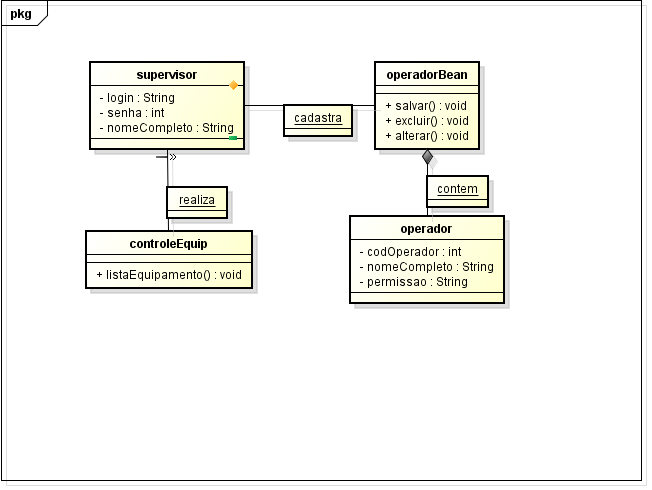 pkg
supervisor
- login : String
- senha : int
- nomeCompleto : String
cadastra
operadorBean
+ salvar() : void
+ excluir() : void
+ alterar() : void
realiza
contem
controleEquip
+ listaEquipamento() : void
operador
- codOperador : int
- nomeCompleto : String
- permissao : String